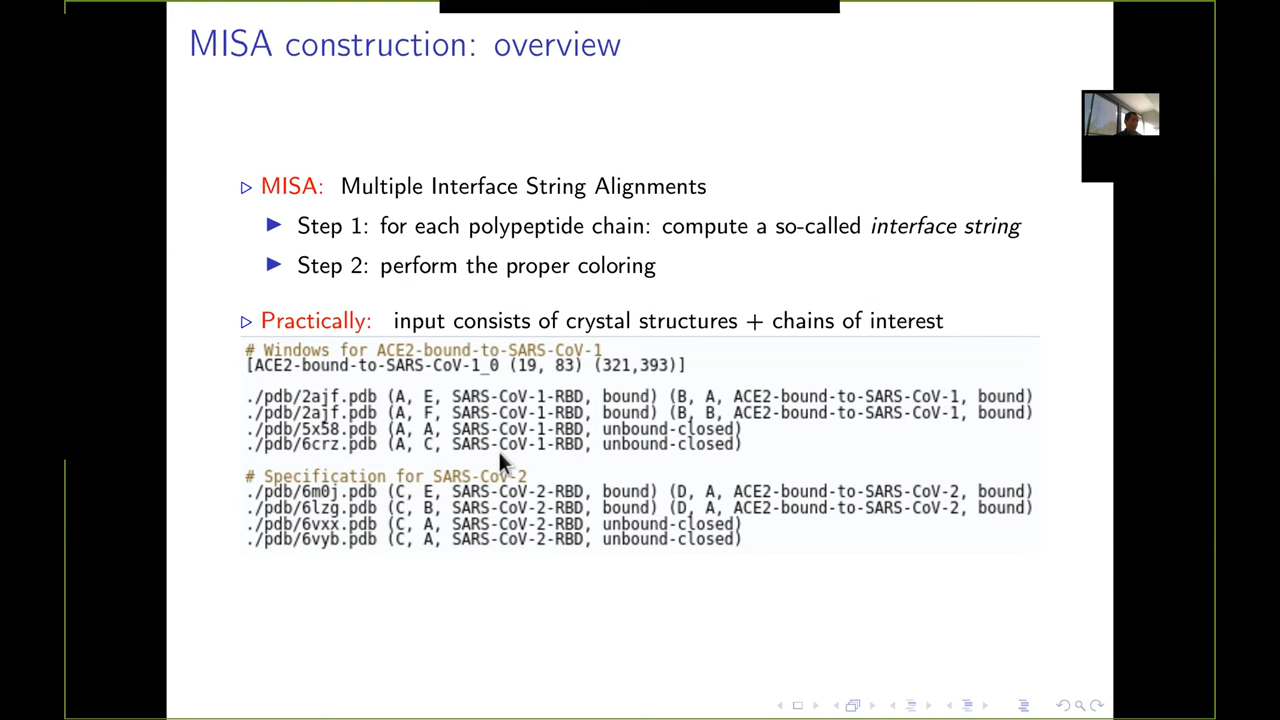 MISA construction: overview
▷ MISA: Multiple Interface String Alignments
▶ Step 1: for each polypeptide chain: compute a so-called interface string
▶ Step 2: perform the proper coloring
▷ Practically: input consists of crystal structures + chains of interest
# Windows for ACE2-bound-to-SARS-CoV-1
[ACE2-bound-to-SARS-CoV-1_0 (19, 83) (321,393)]
./pdb/2ajf.pdb (A, E, SARS-CoV-1-RBD, bound) (B, A, ACE2-bound-to-SARS-CoV-1, bound)
./pdb/2ajf.pdb (A, F, SARS-CoV-1-RBD, bound) (B, B, ACE2-bound-to-SARS-CoV-1, bound)
./pdb/5x58.pdb (A, A, SARS-CoV-1-RBD, unbound-closed)
./pdb/6crz.pdb (A, C, SARS-CoV-1-RBD, unbound-closed)
# Specification for SARS-CoV-2
./pdb/6m0j.pdb (C, E, SARS-CoV-2-RBD, bound) (D, A, ACE2-bound-to-SARS-CoV-2, bound)
./pdb/6lzg.pdb (C, B, SARS-CoV-2-RBD, bound) (D, A, ACE2-bound-to-SARS-CoV-2, bound)
./pdb/6vxx.pdb (C, A, SARS-CoV-2-RBD, unbound-closed)
./pdb/6vyb.pdb (C, A, SARS-CoV-2-RBD, unbound-closed)